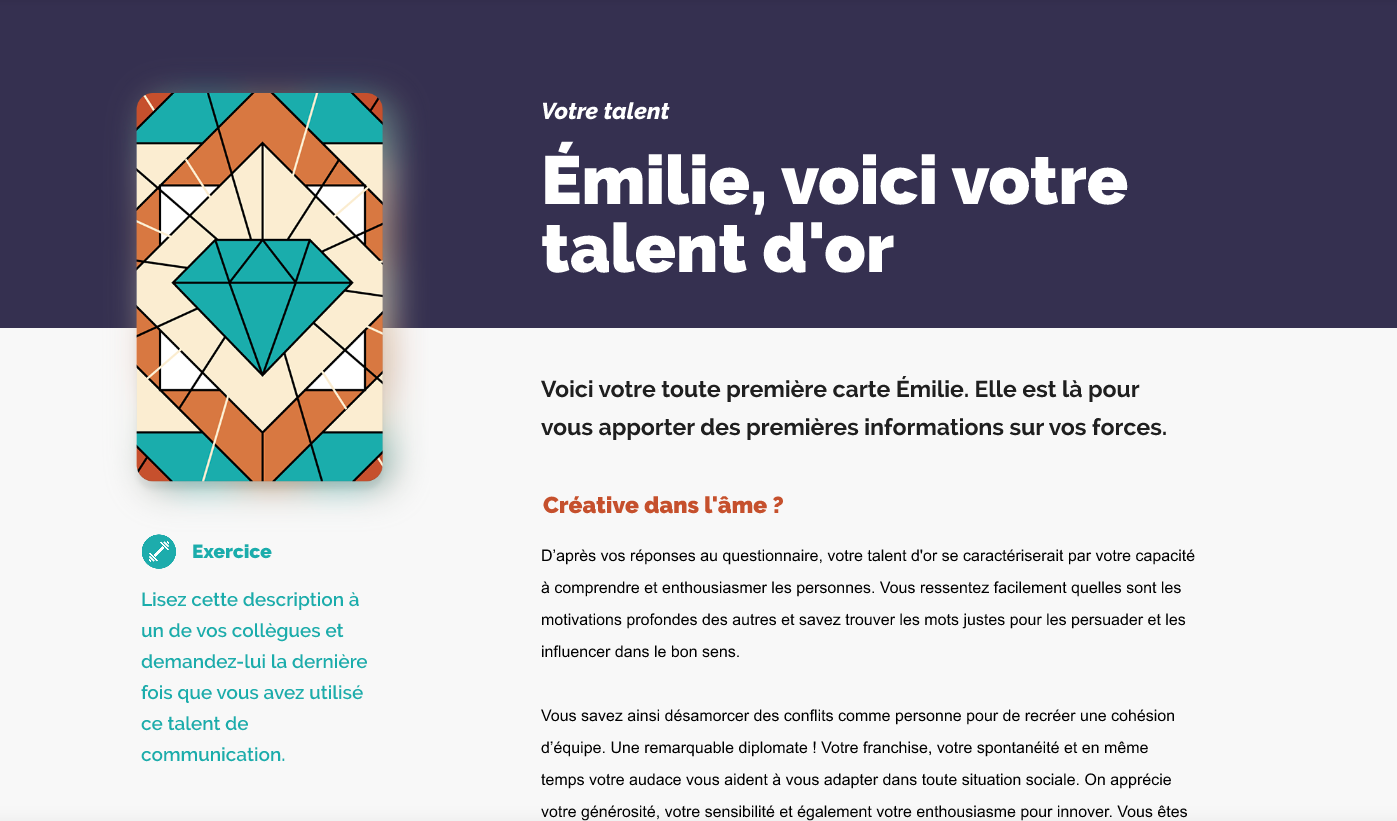 Votre talent
Émilie, voici votre
talent d'or
Voici votre toute première carte Émilie. Elle est là pour
vous apporter des premières informations sur vos forces.
Créative dans l'âme ?
D’après vos réponses au questionnaire, votre talent d'or se caractériserait par votre capacité
à comprendre et enthousiasmer les personnes. Vous ressentez facilement quelles sont les
motivations profondes des autres et savez trouver les mots justes pour les persuader et les
influencer dans le bon sens.
Vous savez ainsi désamorcer des conflits comme personne pour de recréer une cohésion
d’équipe. Une remarquable diplomate ! Votre franchise, votre spontanéité et en même
temps votre audace vous aident à vous adapter dans toute situation sociale. On apprécie
votre générosité, votre sensibilité et également votre enthousiasme pour innover. Vous êtes
Exercice
Lisez cette description à
un de vos collègues et
demandez-lui la dernière
fois que vous avez utilisé
ce talent de
communication.